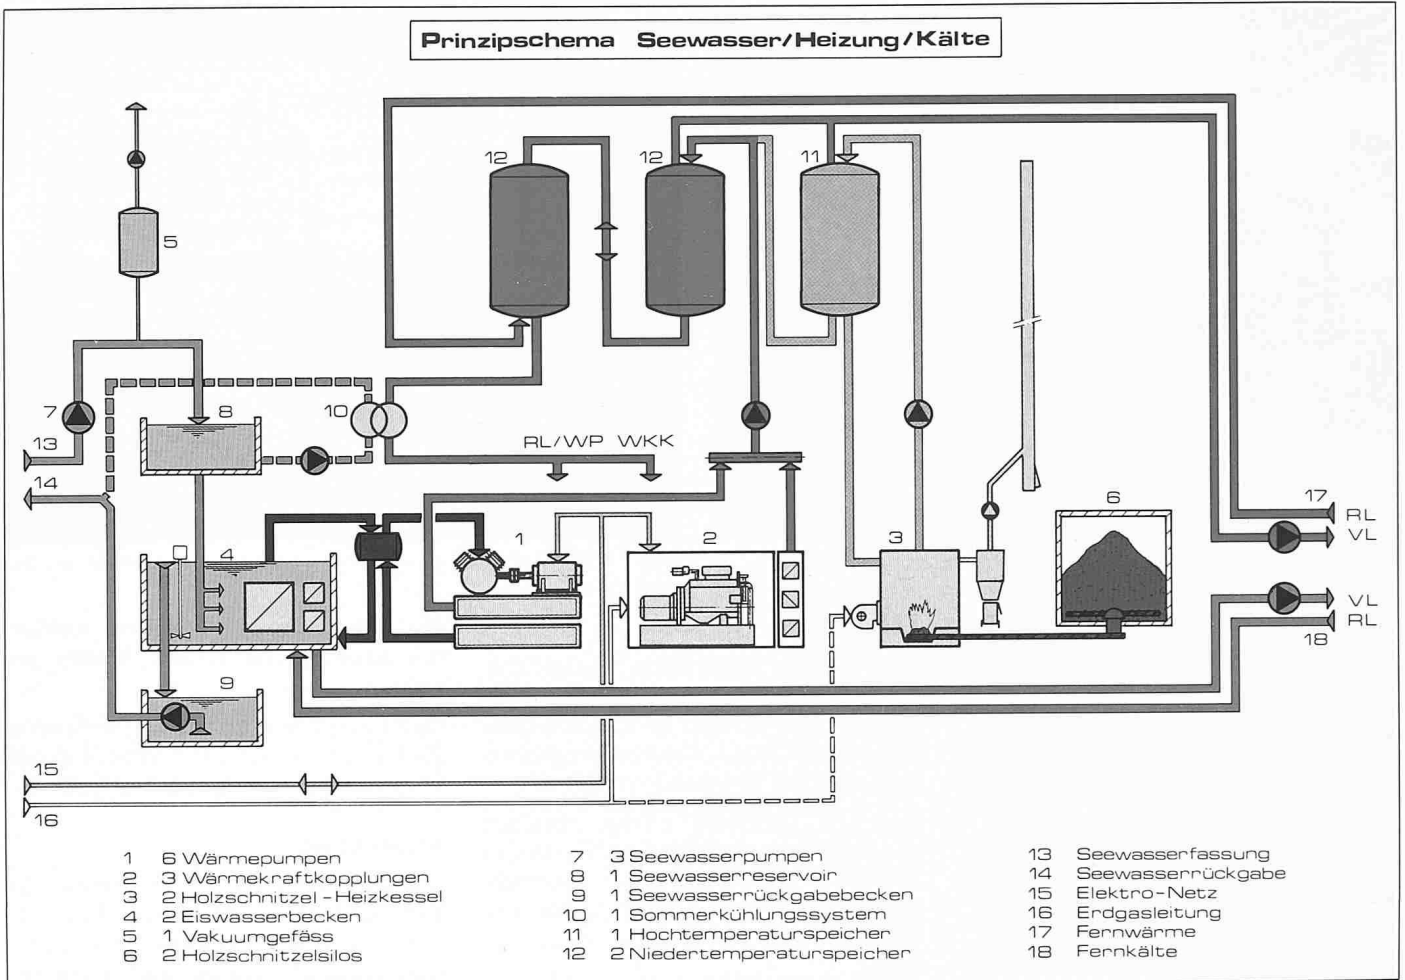 Prinzipschema Seewasser/Heizung/Kälte
12
12
11
5
7
8
10
13
RL/WP WKK
14
17
RL
VL
6
4
1
2
3
VL
RL
18
9
15
16
1 6 Wärmepumpen
2 3 Wärmekraftkopplungen
3 2 Holzschnitzel-Heizkessel
4 2 Eiswasserbecken
5 1 Vakuumgefäss
6 2 Holzschnitzelsilos
7 3 Seewasserpumpen
8 1 Seewasserreservoir
9 1 Seewasserrückgabebecken
10 1 Sommerkühlungssystem
11 1 Hochtemperaturspeicher
12 2 Niedertemperaturspeicher
13 Seewasserfassung
14 Seewasserrückgabe
15 Elektro-Netz
16 Erdgasleitung
17 Fernwärme
18 Fernkälte